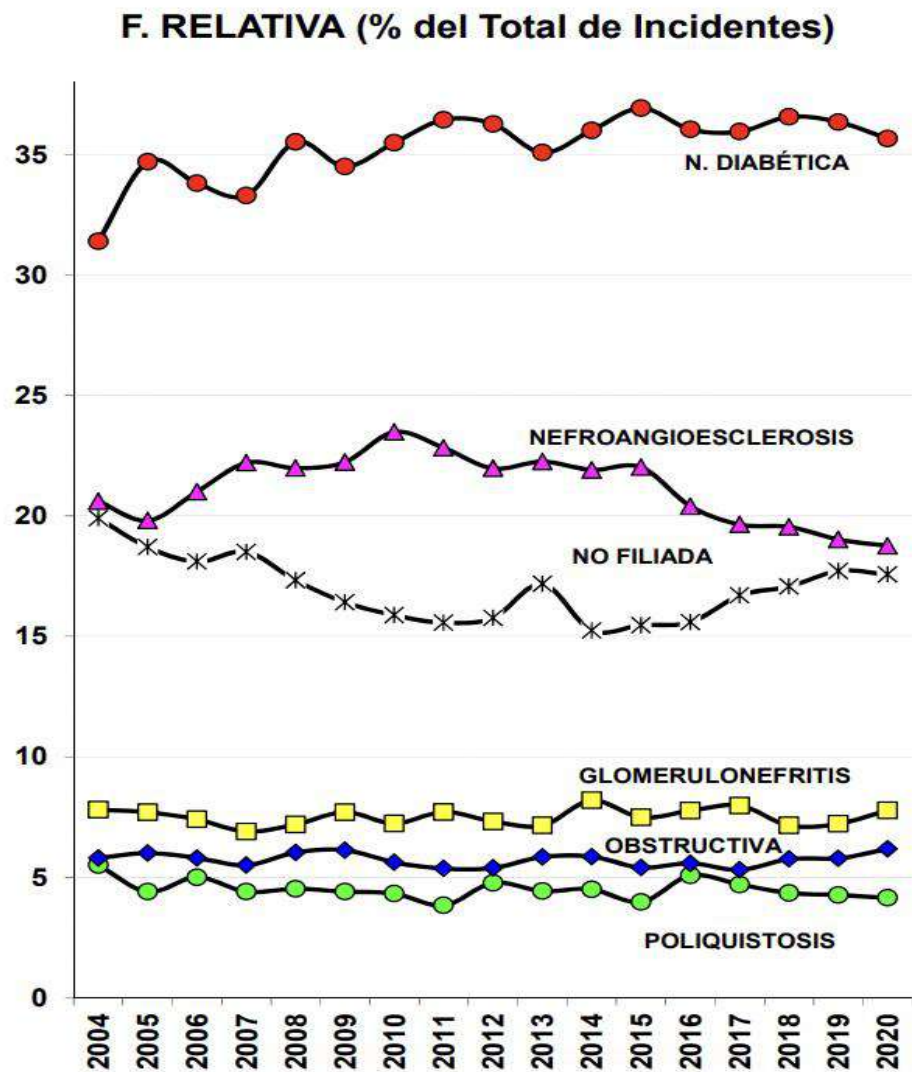 F. RELATIVA (% del Total de Incidentes)
35
N. DIABÉTICA
30
25
NEFROANGIOESCLEROSIS
20
NO FILIADA
15
10
GLOMERULONEFRITIS
OBSTRUCTIVA
5
POLIQUISTOSIS
0
2004 2005 2006 2007 2008 2009 2010 2011 2012 2013 2014 2015 2016 2017 2018 2019 2020